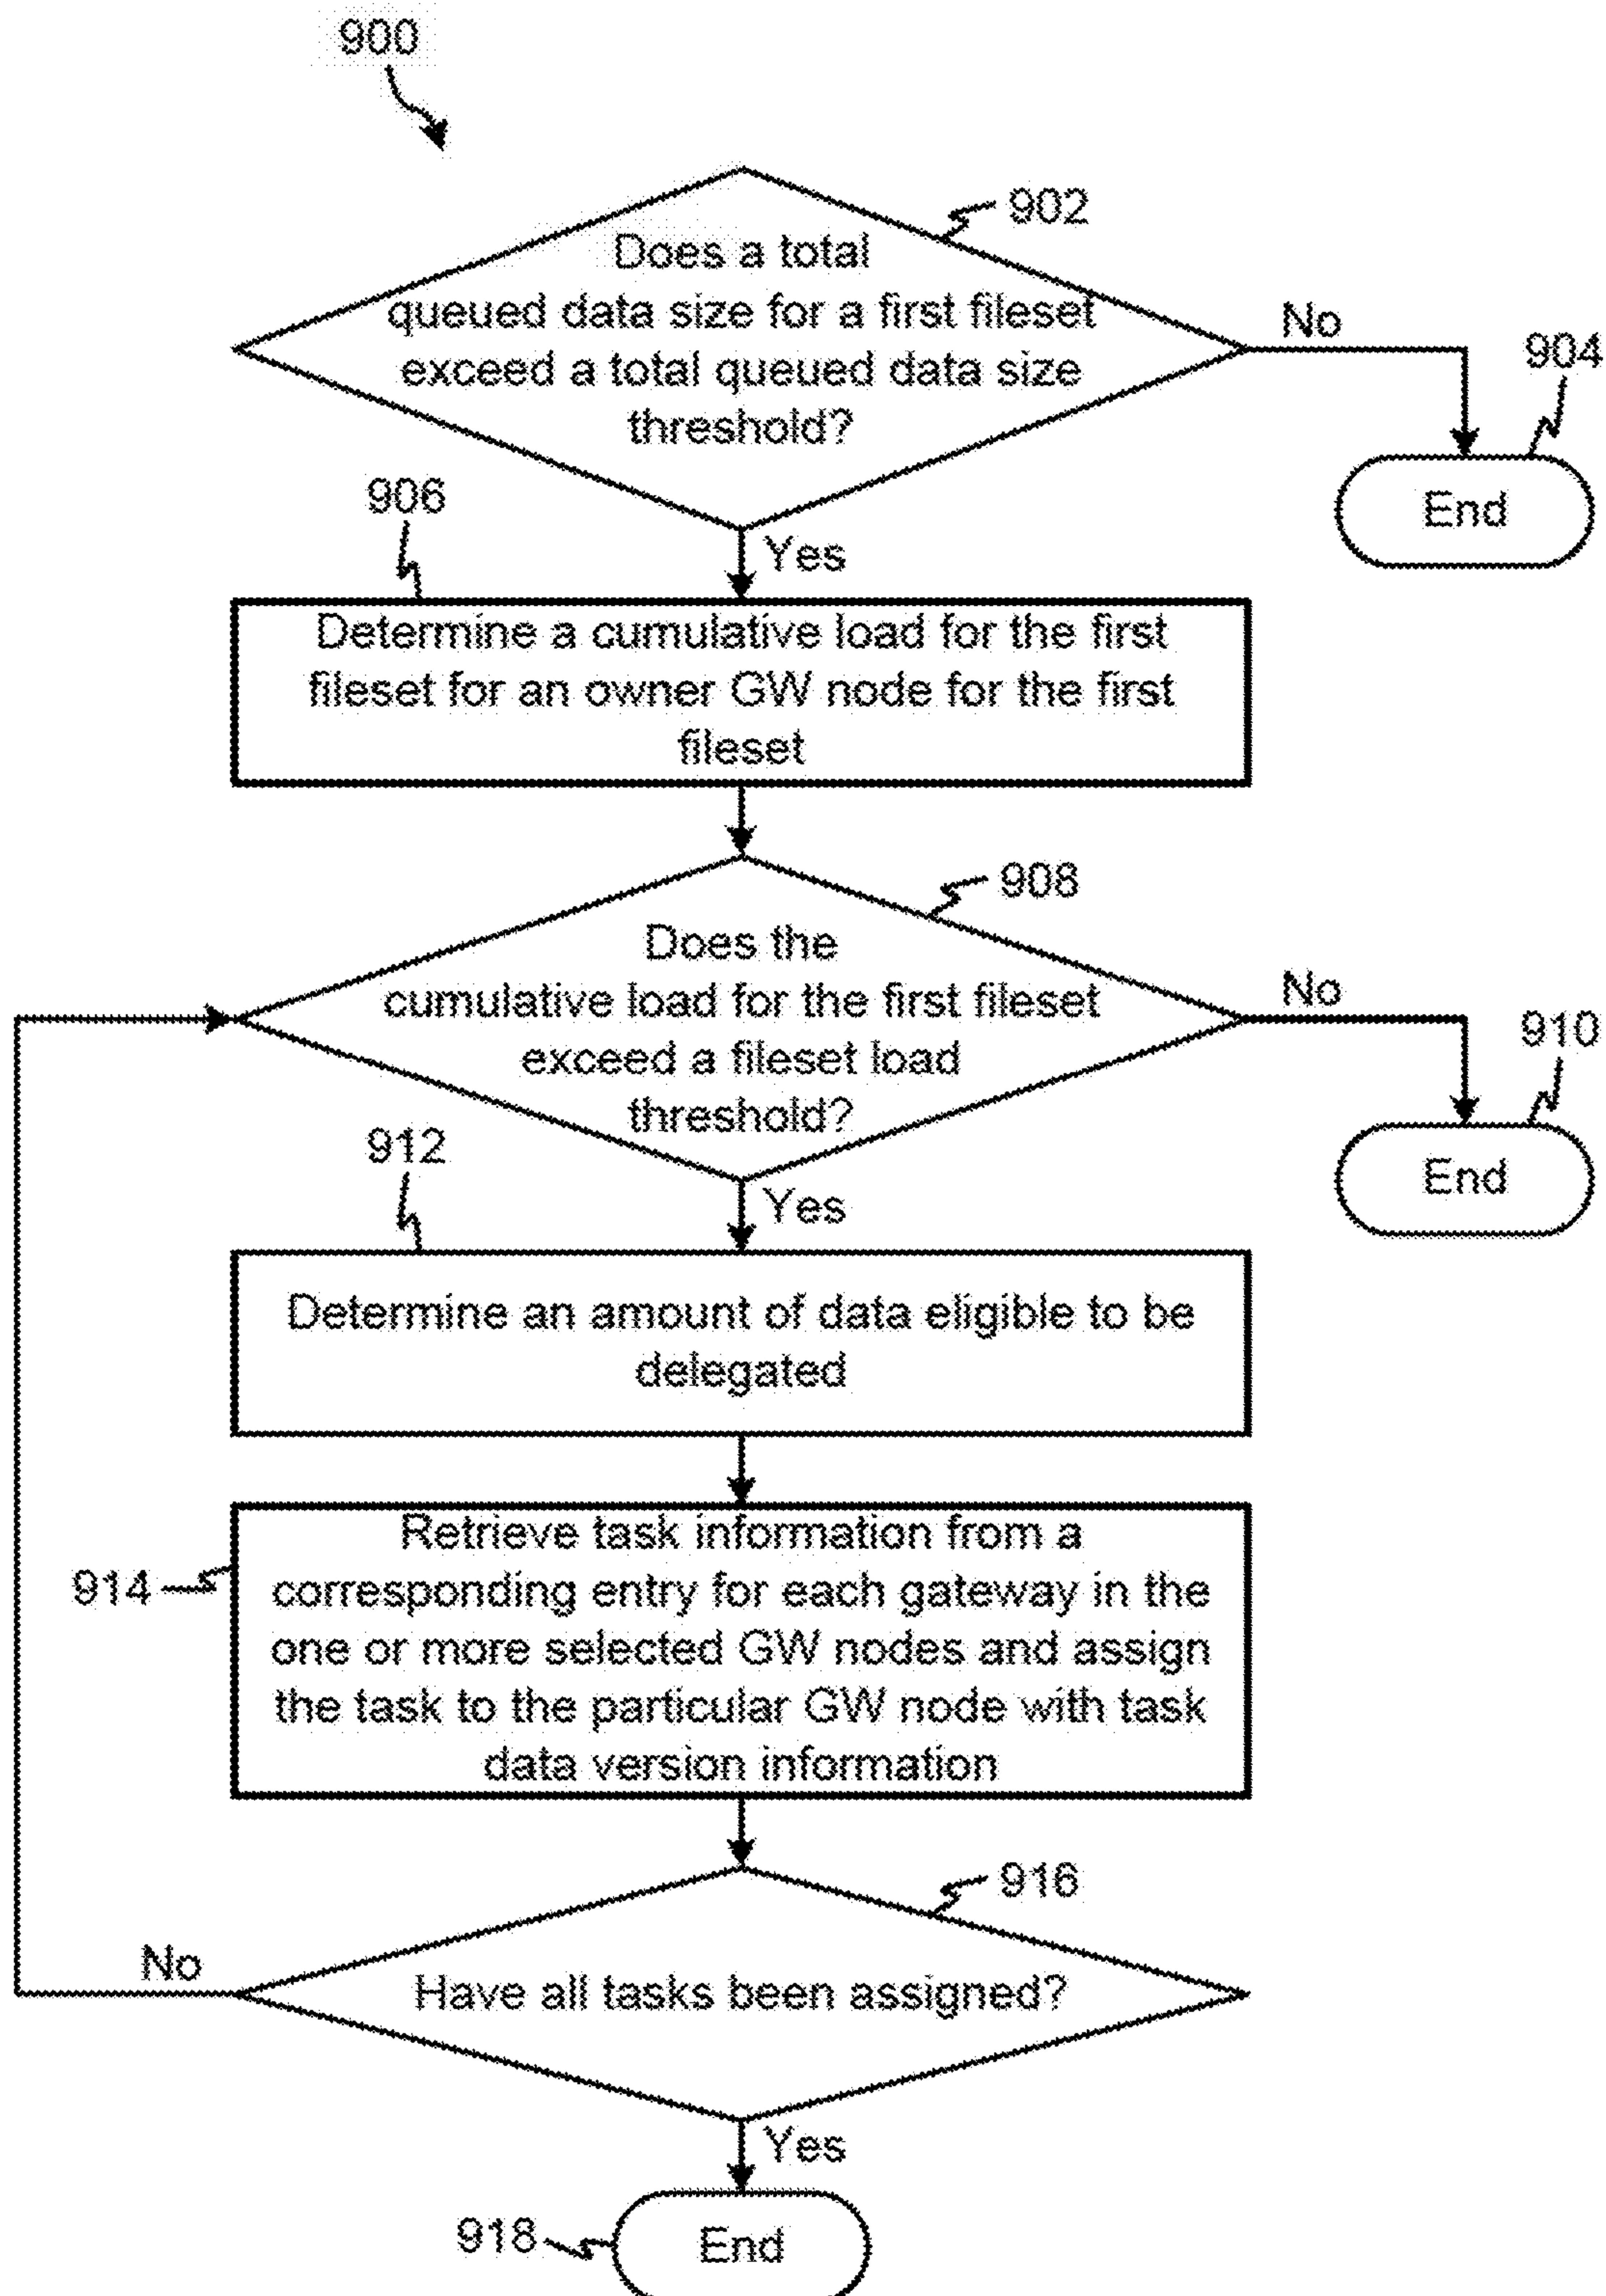 900
902
Does a total
queued data size for a first fileset
exceed a total queued data size
threshold?
No
904
End
906
Yes
Determine a cumulative load for the first
fileset for an owner GW node for the first
fileset
908
Does the
cumulative load for the first fileset
exceed a fileset load
threshold?
No
910
End
912
Yes
Determine an amount of data eligible to be
delegated
914
Retrieve task information from a
corresponding entry for each gateway in the
one or more selected GW nodes and assign
the task to the particular GW node with task
data version information
916
Have all tasks been assigned?
No
Yes
918
End